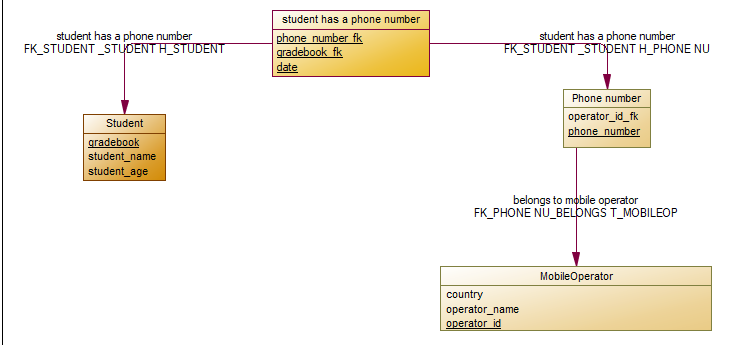 student has a phone number
phone_number_fk
gradebook_fk
date
student has a phone number
FK_STUDENT _STUDENT H_STUDENT
student has a phone number
FK_STUDENT _STUDENT H_PHONE NU
Student
gradebook
student_name
student_age
Phone number
operator_id_fk
phone_number
belongs to mobile operator
FK_PHONE NU_BELONGS T_MOBILEOP
MobileOperator
country
operator_name
operator_id